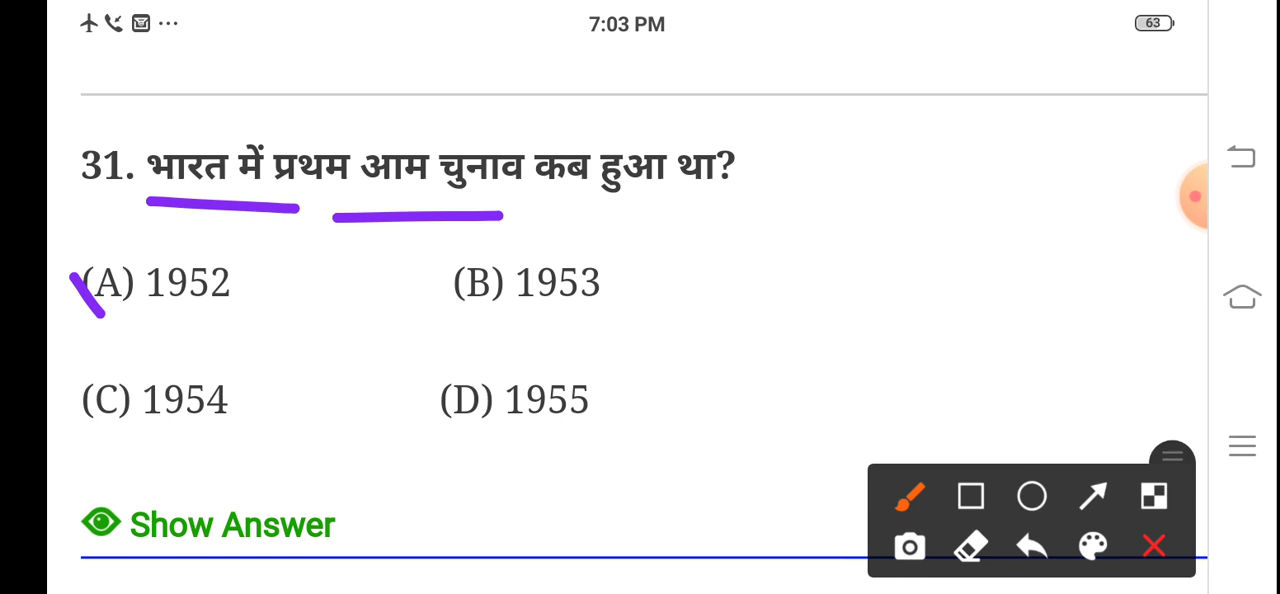 7:03 PM
63
31. भारत में प्रथम आम चुनाव कब हुआ था?
(A) 1952 (B) 1953
(C) 1954 (D) 1955
Show Answer